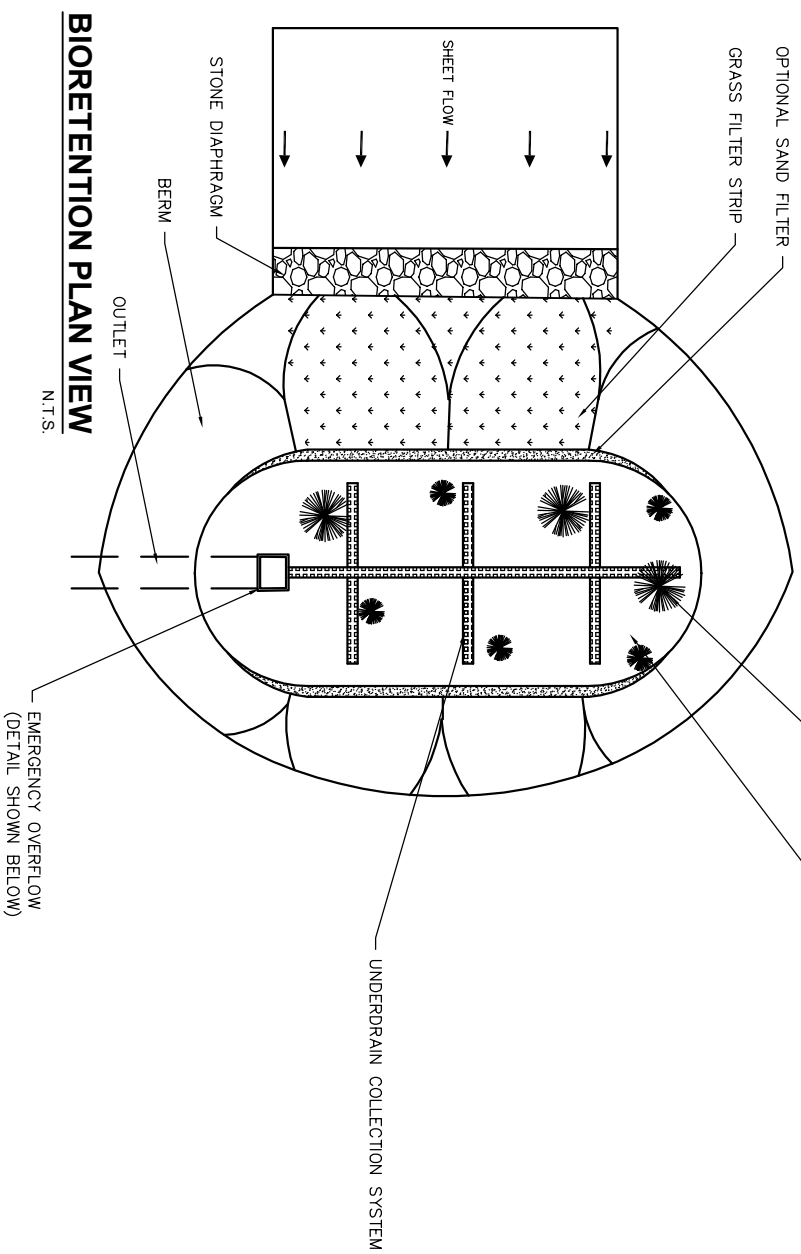 OPTIONAL SAND FILTER
GRASS FILTER STRIP
SHEET FLOW
STONE DIAPHRAGM
BERM
OUTLET
UNDERDRAIN COLLECTION SYSTEM
EMERGENCY OVERFLOW
(DETAIL SHOWN BELOW)
BIORETENTION PLAN VIEW
N.T.S.